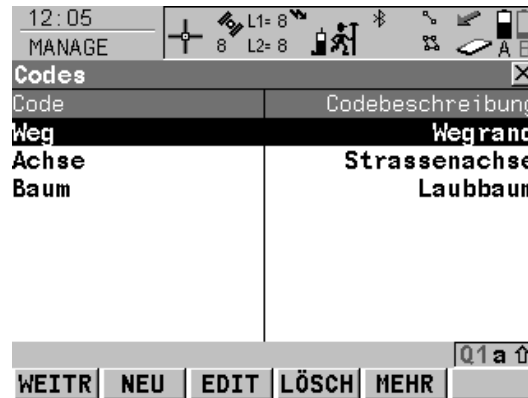 12:05
MANAGE
L1= 8
8 L2= 8
A B
Codes
Code Codebeschreibung
Weg Wegrand
Achse Strassenachse
Baum Laubbaum
Q1 a
WEITR NEU EDIT LÖSCH MEHR